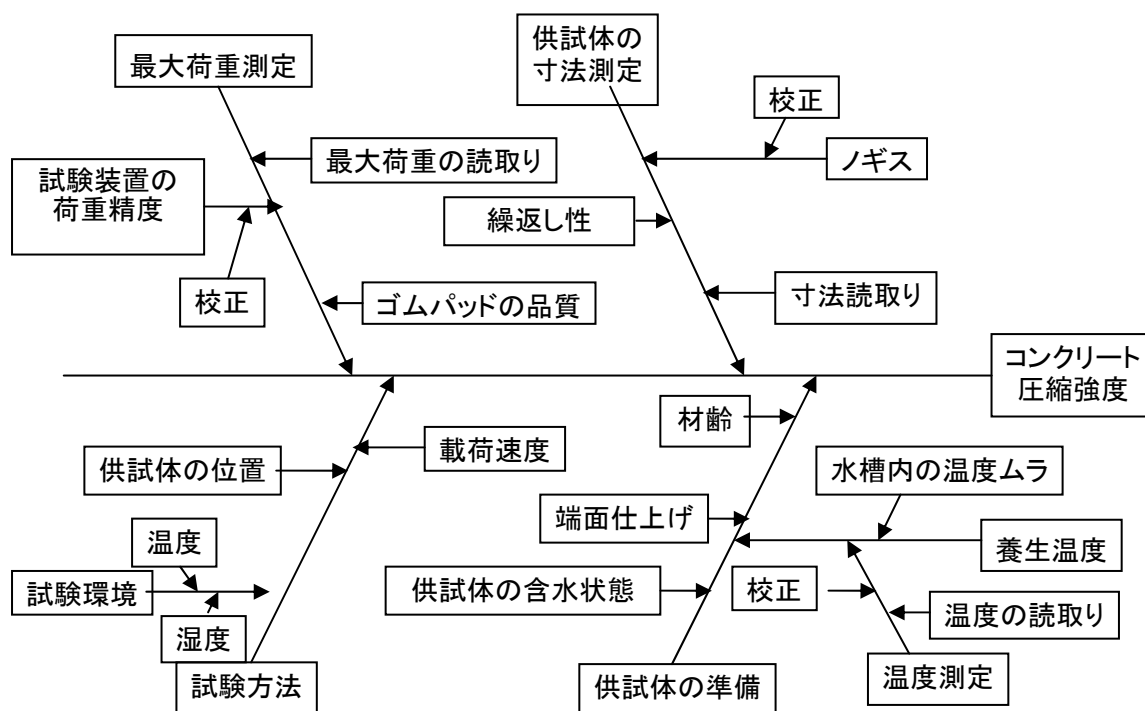 最大荷重測定
供試体の
寸法測定
校正
最大荷重の読取り
ノギス
試験装置の
荷重精度
繰返し性
校正
ゴムパッドの品質
寸法読取り
コンクリート
圧縮強度
材齢
載荷速度
供試体の位置
水槽内の温度ムラ
端面仕上げ
温度
養生温度
試験環境
供試体の含水状態
校正
温度の読取り
湿度
試験方法
供試体の準備
温度測定